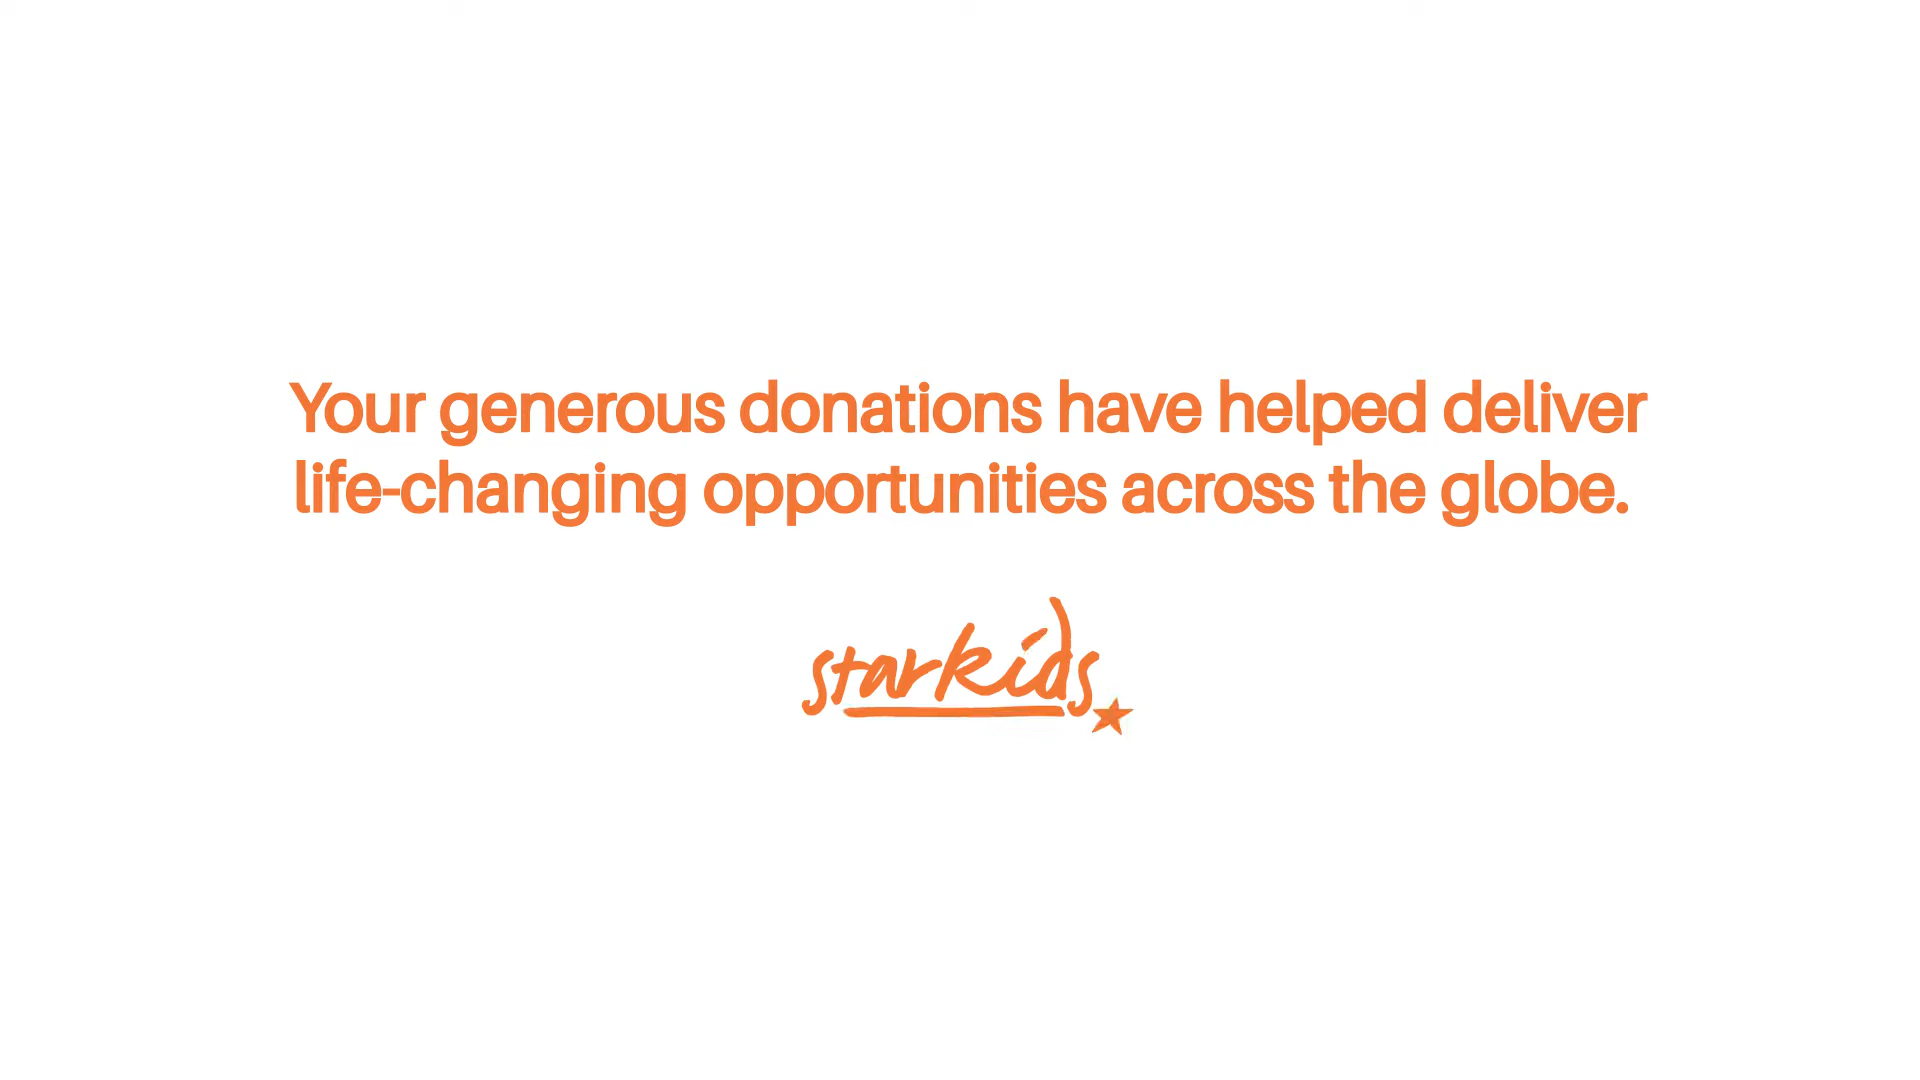 Your generous donations have helped deliver
life-changing opportunities across the globe.
starkids